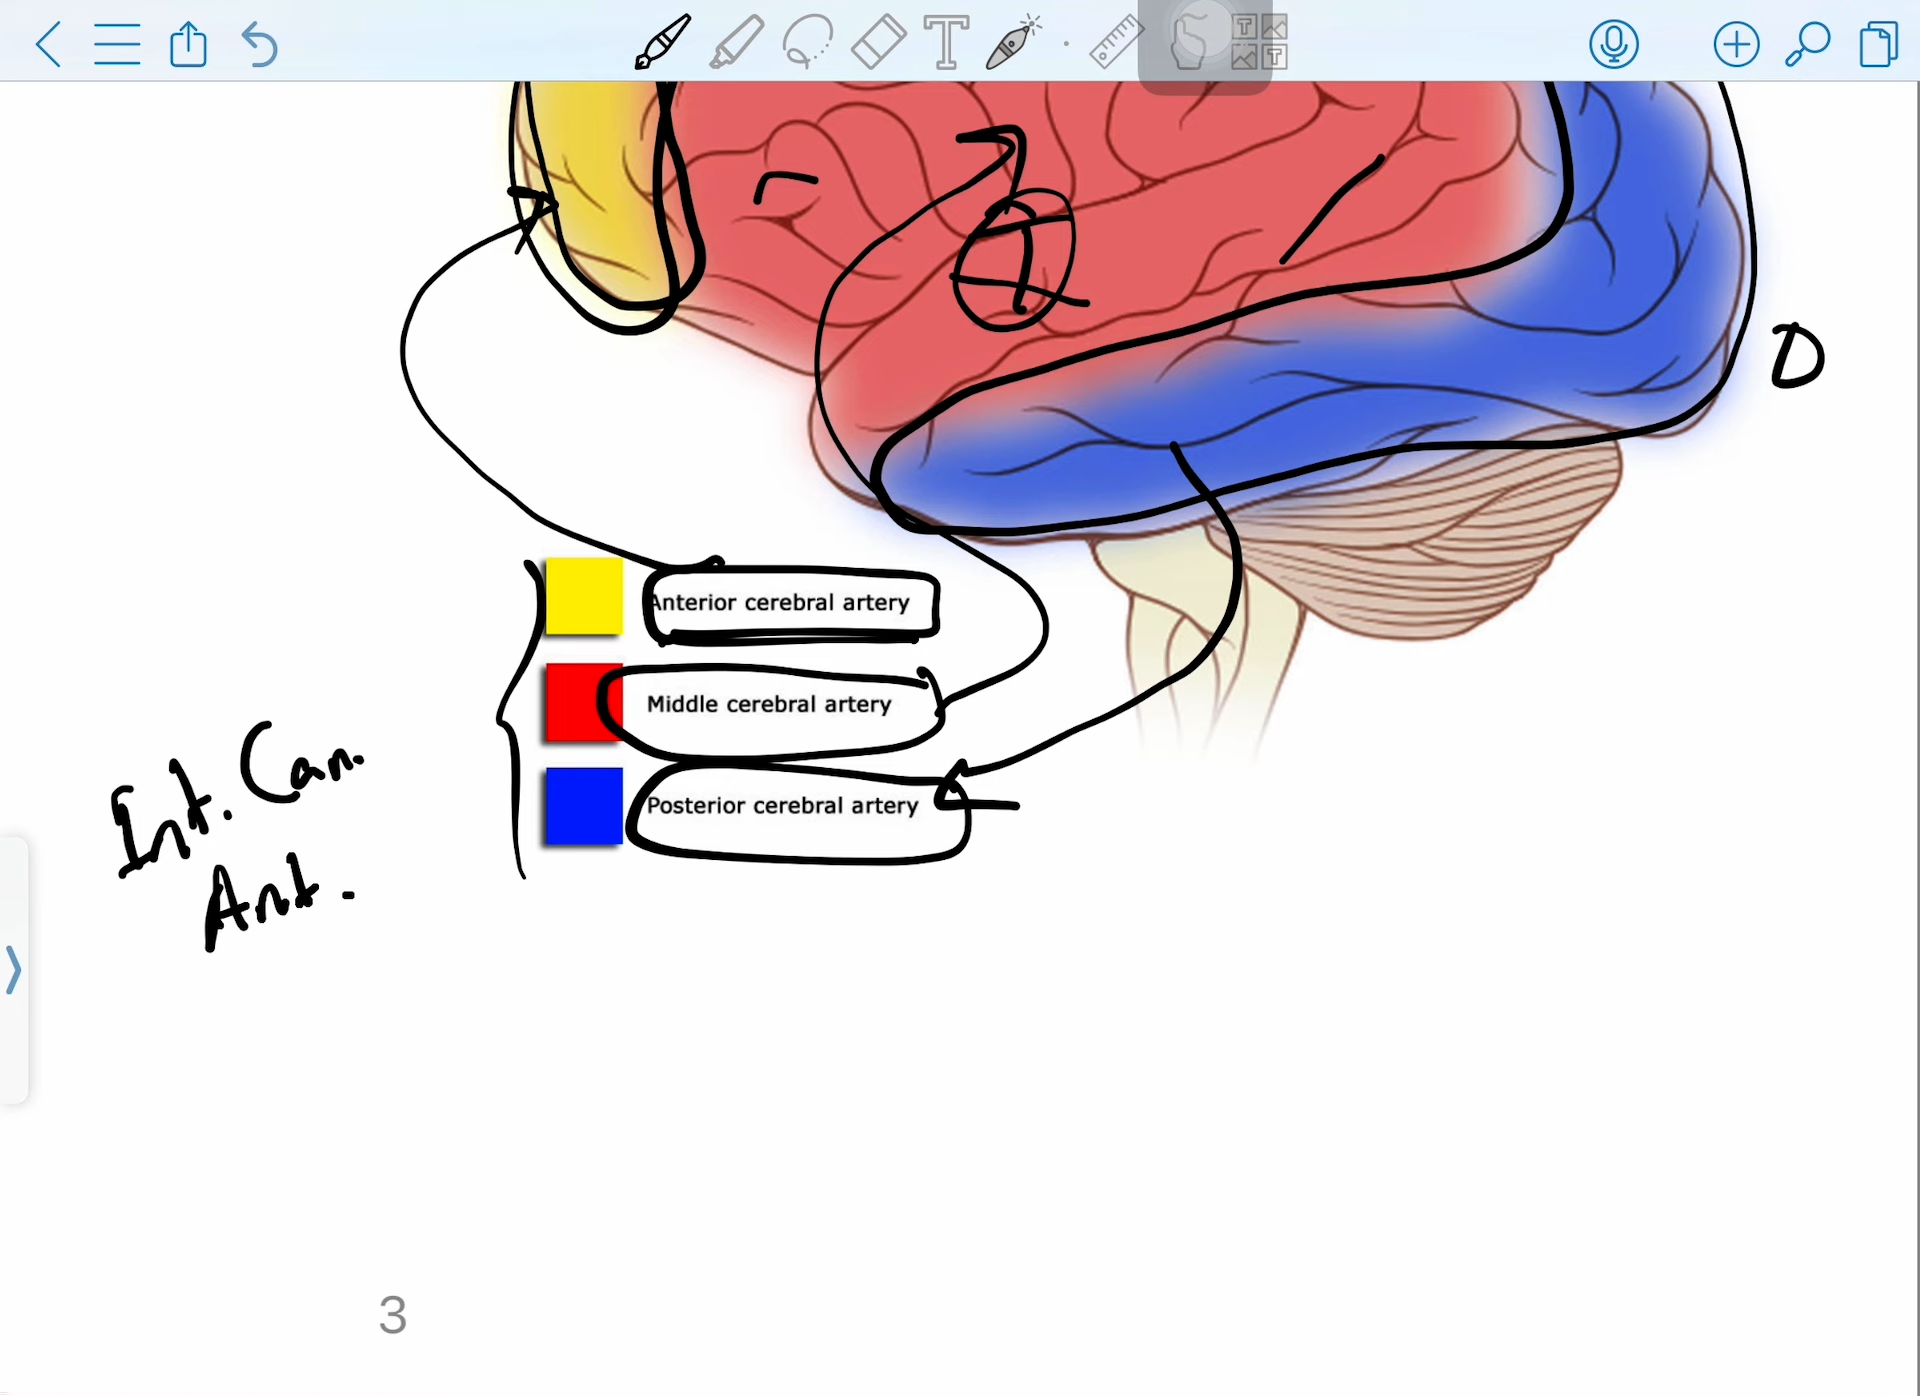 T
D
Anterior cerebral artery
Middle cerebral artery
Posterior cerebral artery
Int. Car.
Art.
3